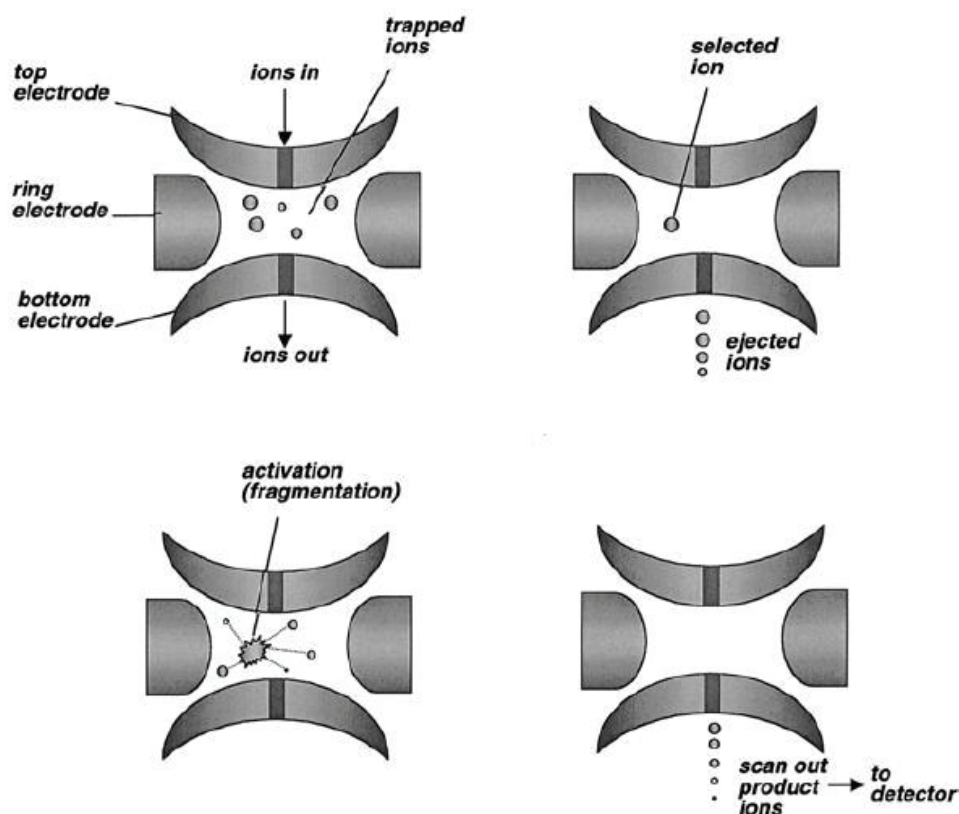 trapped
ions
ions in
top
electrode
ring
electrode
bottom
electrode
ions out
selected
ion
ejected
ions
activation
(fragmentation)
scan out
product
ions
to
detector